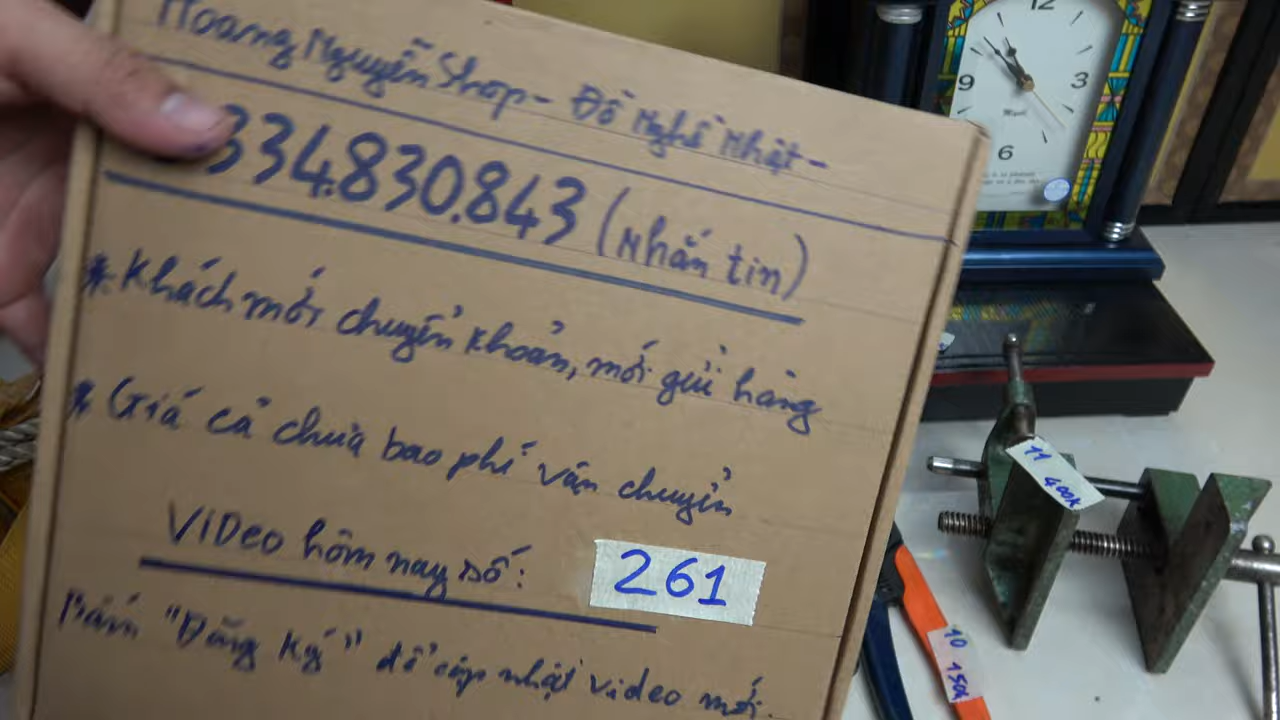 Hoang Nguyễn Shop - Đồ Nghề Nhật -
334.830.843 (Nhắn tin)
* Khách mới chuyển khoản, mới gửi hàng
* Giá cả chưa bao phí vận chuyển
Video hôm nay số: 261
Bấm "Đăng Ký" để cập nhật video mới.
12
3
6
9
11
400k
10
150k